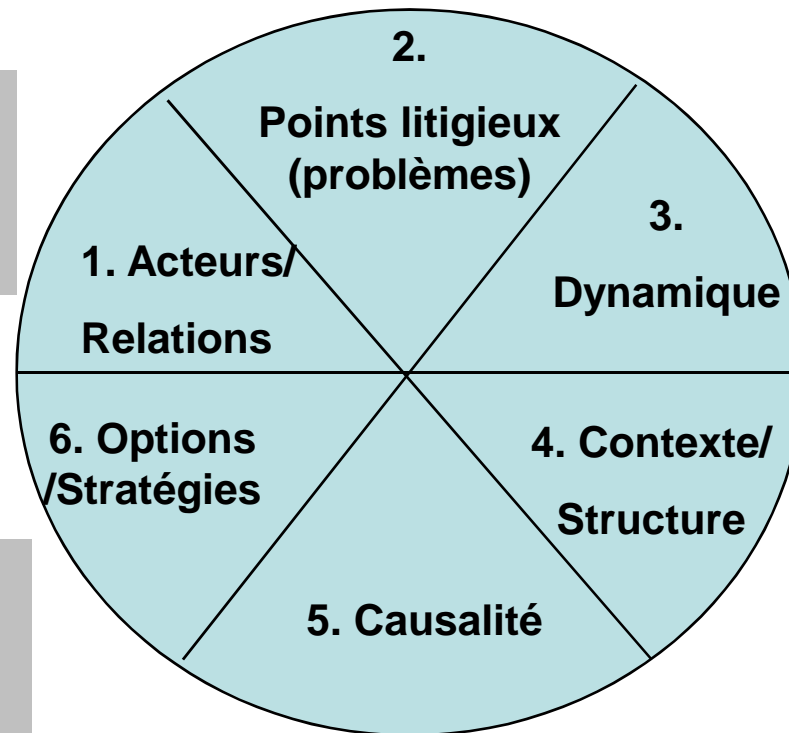 1. Acteurs/
Relations
2.
Points litigieux
(problèmes)
3.
Dynamique
4. Contexte/
Structure
5. Causalité
6. Options
/Stratégies